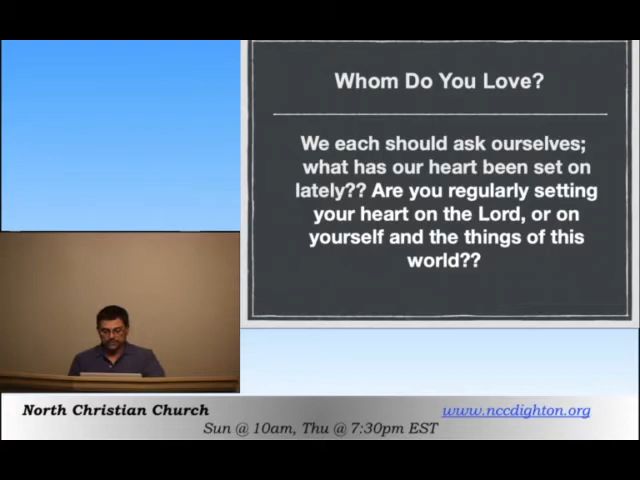 Whom Do You Love?
We each should ask ourselves;
what has our heart been set on
lately?? Are you regularly setting
your heart on the Lord, or on
yourself and the things of this
world??
North Christian Church
www.nccdighton.org
Sun @ 10am, Thu @ 7:30pm EST